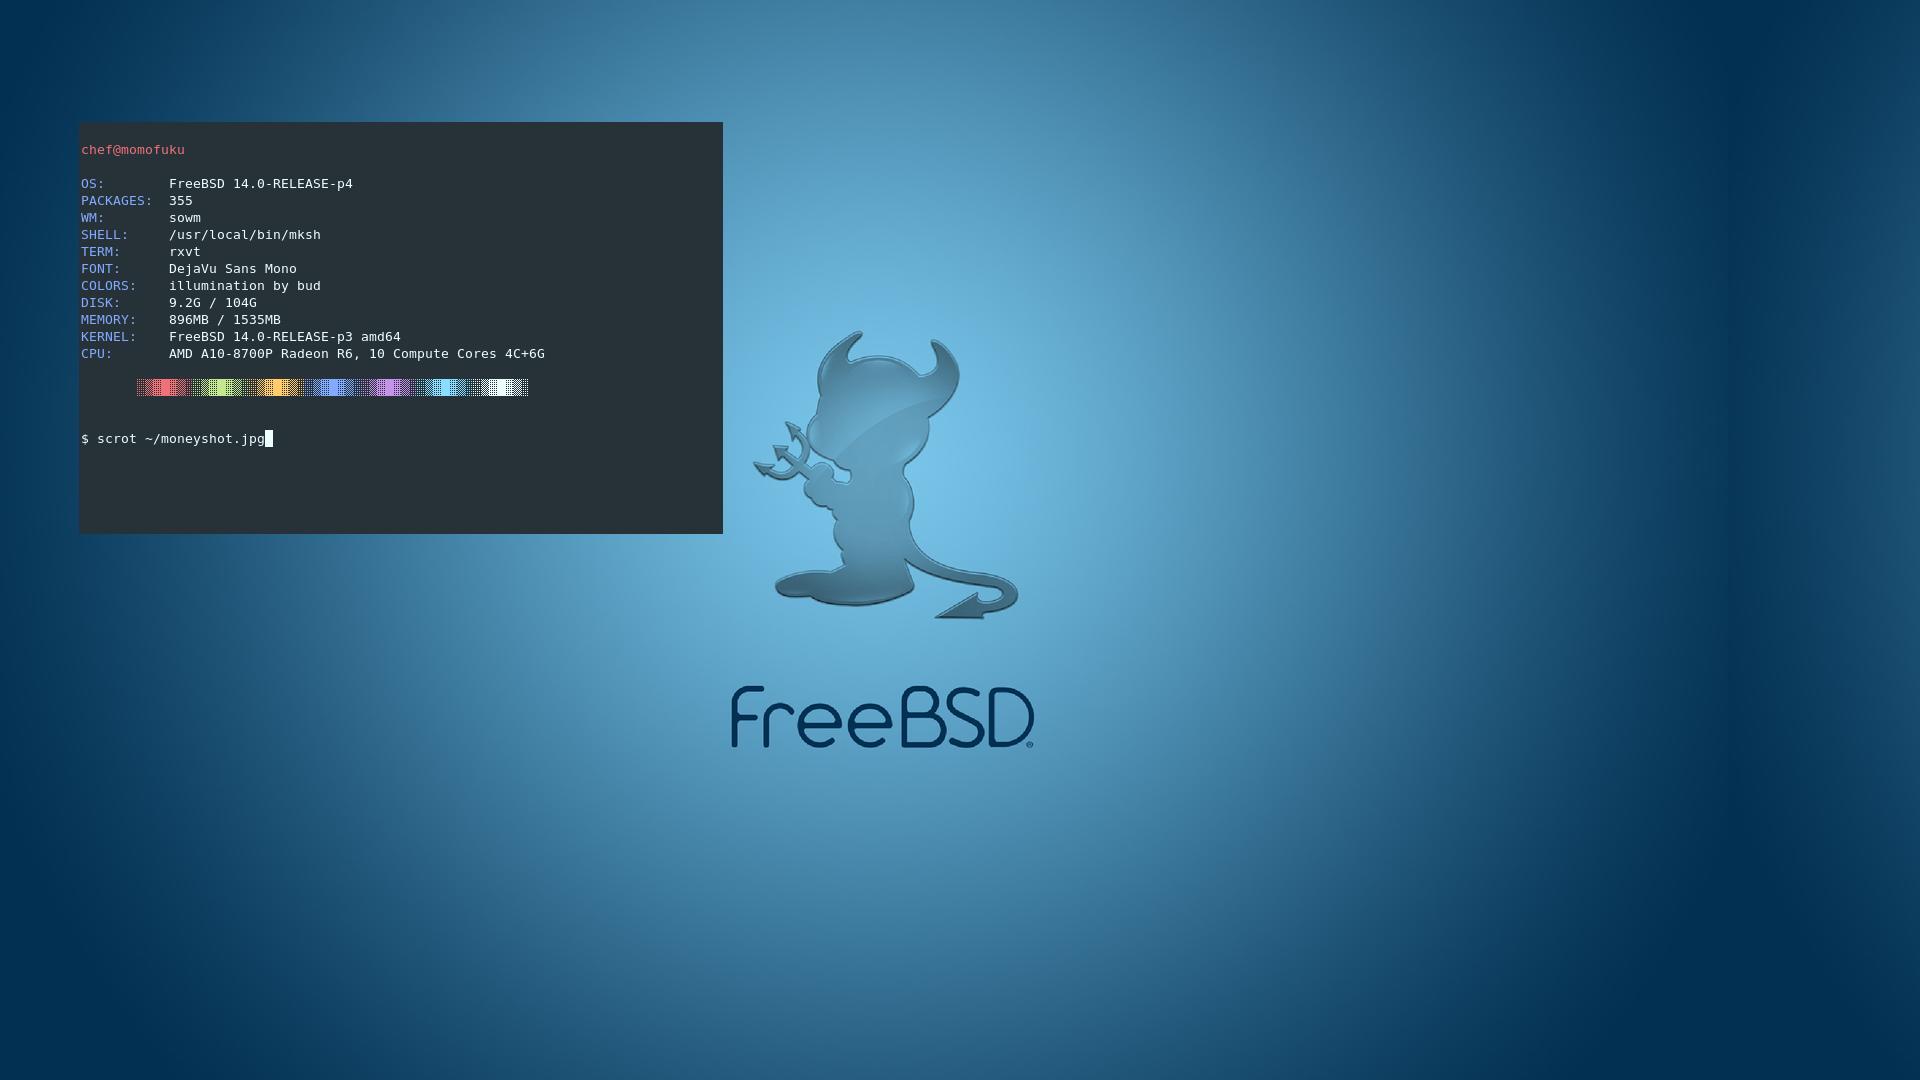 chef@momofuku
OS: FreeBSD 14.0-RELEASE-p4
PACKAGES: 355
WM: sowm
SHELL: /usr/local/bin/mksh
TERM: rxvt
FONT: DejaVu Sans Mono
COLORS: illumination by bud
DISK: 9.2G / 104G
MEMORY: 896MB / 1535MB
KERNEL: FreeBSD 14.0-RELEASE-p3 amd64
CPU: AMD A10-8700P Radeon R6, 10 Compute Cores 4C+6G
$ scrot ~/moneyshot.jpg
FreeBSD®